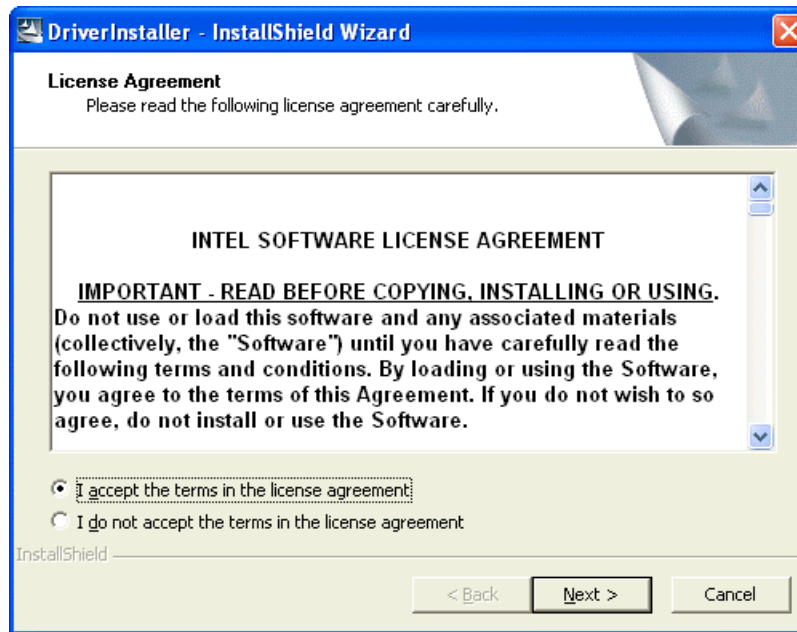 DriverInstaller - InstallShield Wizard
License Agreement
Please read the following license agreement carefully.
INTEL SOFTWARE LICENSE AGREEMENT
IMPORTANT - READ BEFORE COPYING, INSTALLING OR USING.
Do not use or load this software and any associated materials
(collectively, the "Software") until you have carefully read the
following terms and conditions. By loading or using the Software,
you agree to the terms of this Agreement. If you do not wish to so
agree, do not install or use the Software.
I accept the terms in the license agreement
I do not accept the terms in the license agreement
InstallShield
< Back Next > Cancel